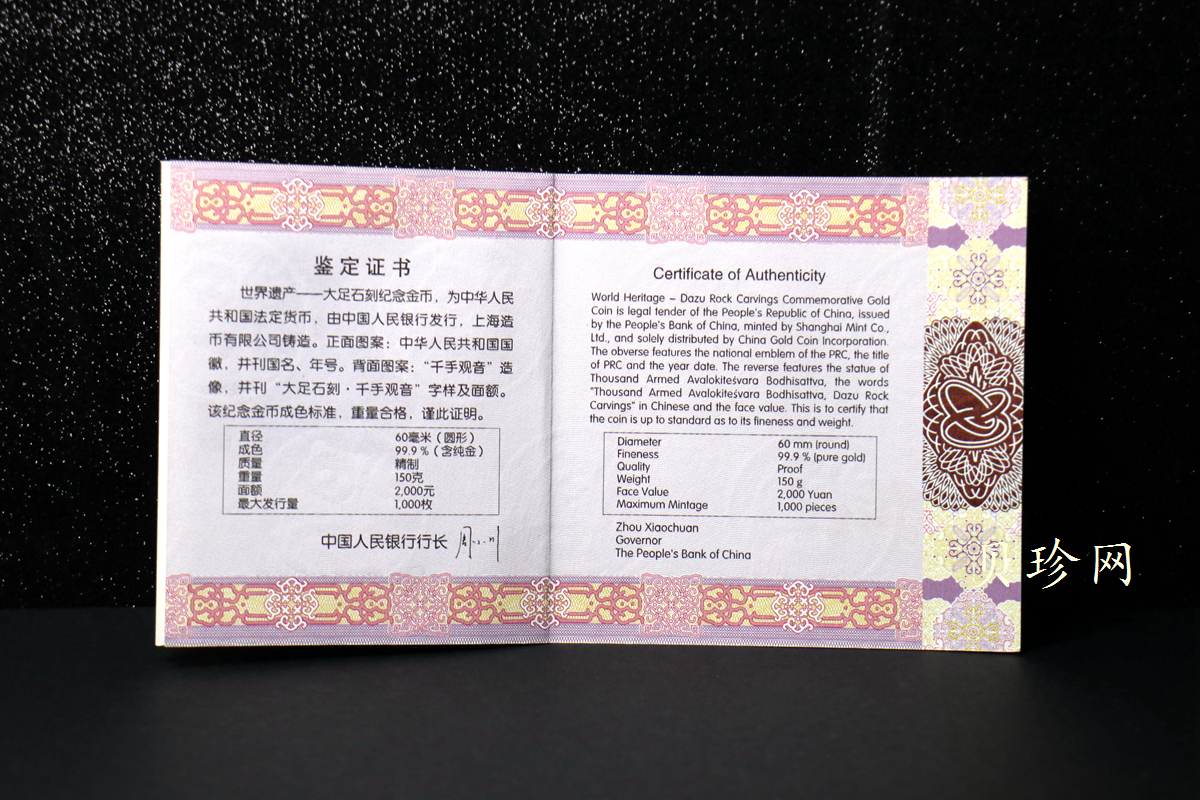 鉴定证书
世界遗产——大足石刻纪念金币，为中华人民
共和国法定货币，由中国人民银行发行，上海造
币有限公司铸造。正面图案：中华人民共和国国
徽，并刊国名、年号。背面图案：“千手观音”造
像，并刊“大足石刻·千手观音”字样及面额。
该纪念金币成色标准，重量合格，谨此证明。
直径 60毫米（圆形）
成色 99.9%（含纯金）
质量 精制
重量 150克
面额 2,000元
最大发行量 1,000枚
中国人民银行行长
Certificate of Authenticity
World Heritage – Dazu Rock Carvings Commemorative Gold
Coin is legal tender of the People's Republic of China, issued
by the People's Bank of China, minted by Shanghai Mint Co.,
Ltd., and solely distributed by China Gold Coin Incorporation.
The obverse features the national emblem of the PRC, the title
of PRC and the year date. The reverse features the statue of
Thousand Armed Avalokiteśvara Bodhisattva, the words
"Thousand Armed Avalokiteśvara Bodhisattva, Dazu Rock
Carvings" in Chinese and the face value. This is to certify that
the coin is up to standard as to its fineness and weight.
Diameter 60 mm (round)
Fineness 99.9 % (pure gold)
Quality Proof
Weight 150 g
Face Value 2,000 Yuan
Maximum Mintage 1,000 pieces
Zhou Xiaochuan
Governor
The People's Bank of China
珍网